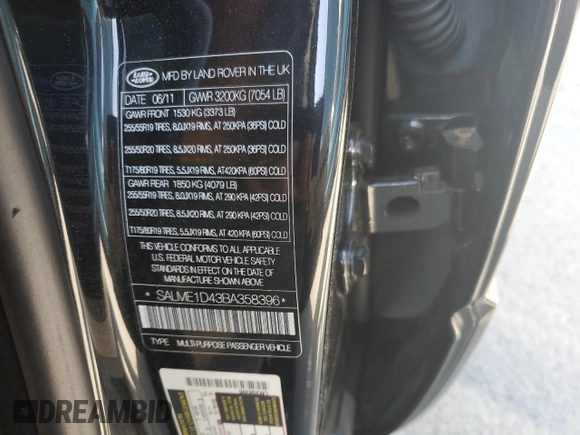 LAND ROVER
MFD BY LAND ROVER IN THE UK
DATE 06/11 GVWR 3200KG (7054 LB)
GAWR FRONT 1530 KG (3373 LB)
255/55R19 TIRES, 8.0JX19 RIMS, AT 250KPA (36PSI) COLD
255/50R20 TIRES, 8.5JX20 RIMS, AT 250KPA (36PSI) COLD
T175/80R19 TIRES, 5.5JX19 RIMS, AT 420KPA (60PSI) COLD
GAWR REAR 1850 KG (4079 LB)
255/55R19 TIRES, 8.0JX19 RIMS, AT 290 KPA (42PSI) COLD
255/50R20 TIRES, 8.5JX20 RIMS, AT 290 KPA (42PSI) COLD
T175/80R19 TIRES, 5.5JX19 RIMS, AT 420 KPA (60PSI) COLD
THIS VEHICLE CONFORMS TO ALL APPLICABLE
U.S. FEDERAL MOTOR VEHICLE SAFETY
AND THEFT PREVENTION STANDARDS IN EFFECT
ON THE DATE OF MANUFACTURE SHOWN ABOVE
* SALME1D43BA358396 *
TYPE MULTI-PURPOSE PASSENGER VEHICLE
DREAMBID